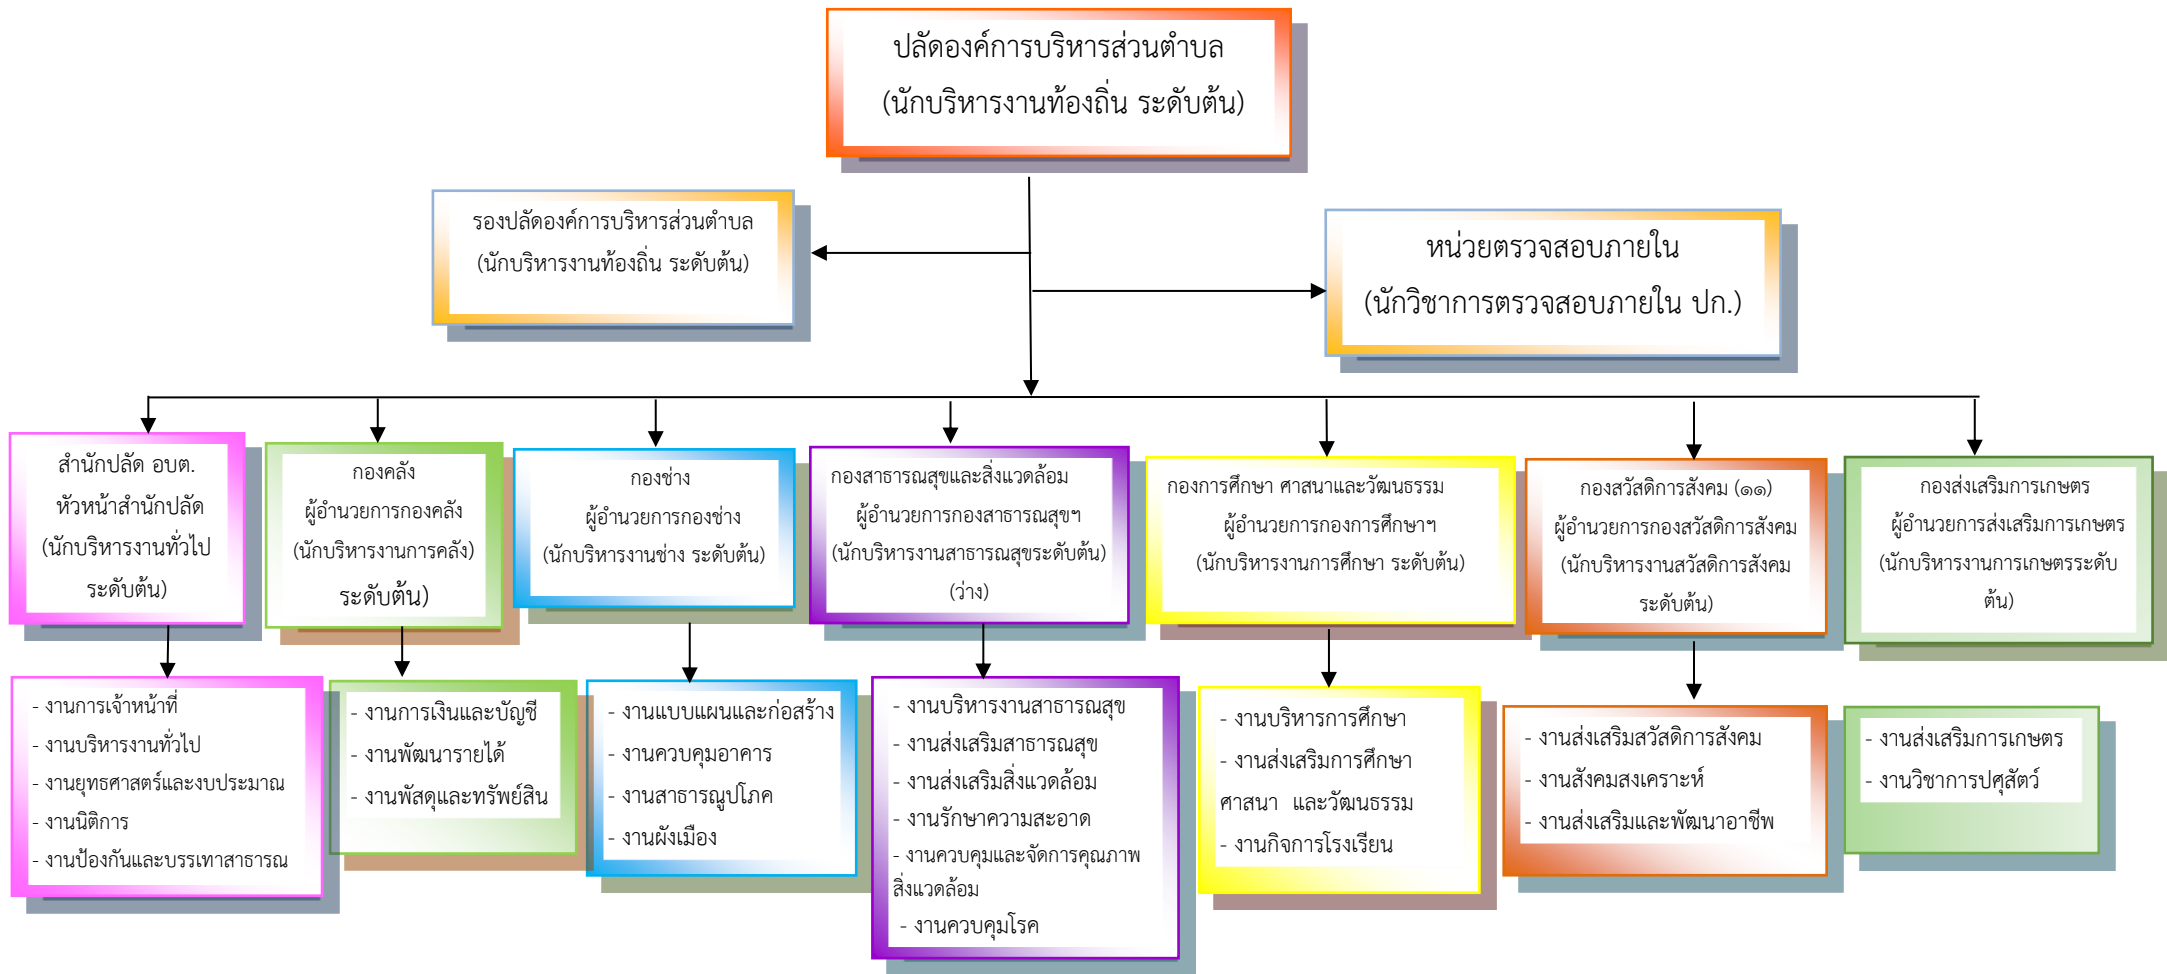 ปลัดองค์การบริหารส่วนตำบล
(นักบริหารงานท้องถิ่น ระดับต้น)
รองปลัดองค์การบริหารส่วนตำบล
(นักบริหารงานท้องถิ่น ระดับต้น)
หน่วยตรวจสอบภายใน
(นักวิชาการตรวจสอบภายใน ปก.)
สำนักปลัด อบต.
หัวหน้าสำนักปลัด
(นักบริหารงานทั่วไป
ระดับต้น)
กองคลัง
ผู้อำนวยการกองคลัง
(นักบริหารงานการคลัง)
ระดับต้น)
กองช่าง
ผู้อำนวยการกองช่าง
(นักบริหารงานช่าง ระดับต้น)
กองสาธารณสุขและสิ่งแวดล้อม
ผู้อำนวยการกองสาธารณสุขฯ
(นักบริหารงานสาธารณสุขระดับต้น)
(ว่าง)
กองการศึกษา ศาสนาและวัฒนธรรม
ผู้อำนวยการกองการศึกษาฯ
(นักบริหารงานการศึกษา ระดับต้น)
กองสวัสดิการสังคม (๑๑)
ผู้อำนวยการกองสวัสดิการสังคม
(นักบริหารงานสวัสดิการสังคม
ระดับต้น)
กองส่งเสริมการเกษตร
ผู้อำนวยการส่งเสริมการเกษตร
(นักบริหารงานการเกษตรระดับ
ต้น)
- งานการเจ้าหน้าที่
- งานบริหารงานทั่วไป
- งานยุทธศาสตร์และงบประมาณ
- งานนิติการ
- งานป้องกันและบรรเทาสาธารณ
- งานการเงินและบัญชี
- งานพัฒนารายได้
- งานพัสดุและทรัพย์สิน
- งานแบบแผนและก่อสร้าง
- งานควบคุมอาคาร
- งานสาธารณูปโภค
- งานผังเมือง
- งานบริหารงานสาธารณสุข
- งานส่งเสริมสาธารณสุข
- งานส่งเสริมสิ่งแวดล้อม
- งานรักษาความสะอาด
- งานควบคุมและจัดการคุณภาพ
สิ่งแวดล้อม
- งานควบคุมโรค
- งานบริหารการศึกษา
- งานส่งเสริมการศึกษา
ศาสนา และวัฒนธรรม
- งานกิจการโรงเรียน
- งานส่งเสริมสวัสดิการสังคม
- งานสังคมสงเคราะห์
- งานส่งเสริมและพัฒนาอาชีพ
- งานส่งเสริมการเกษตร
- งานวิชาการปศุสัตว์